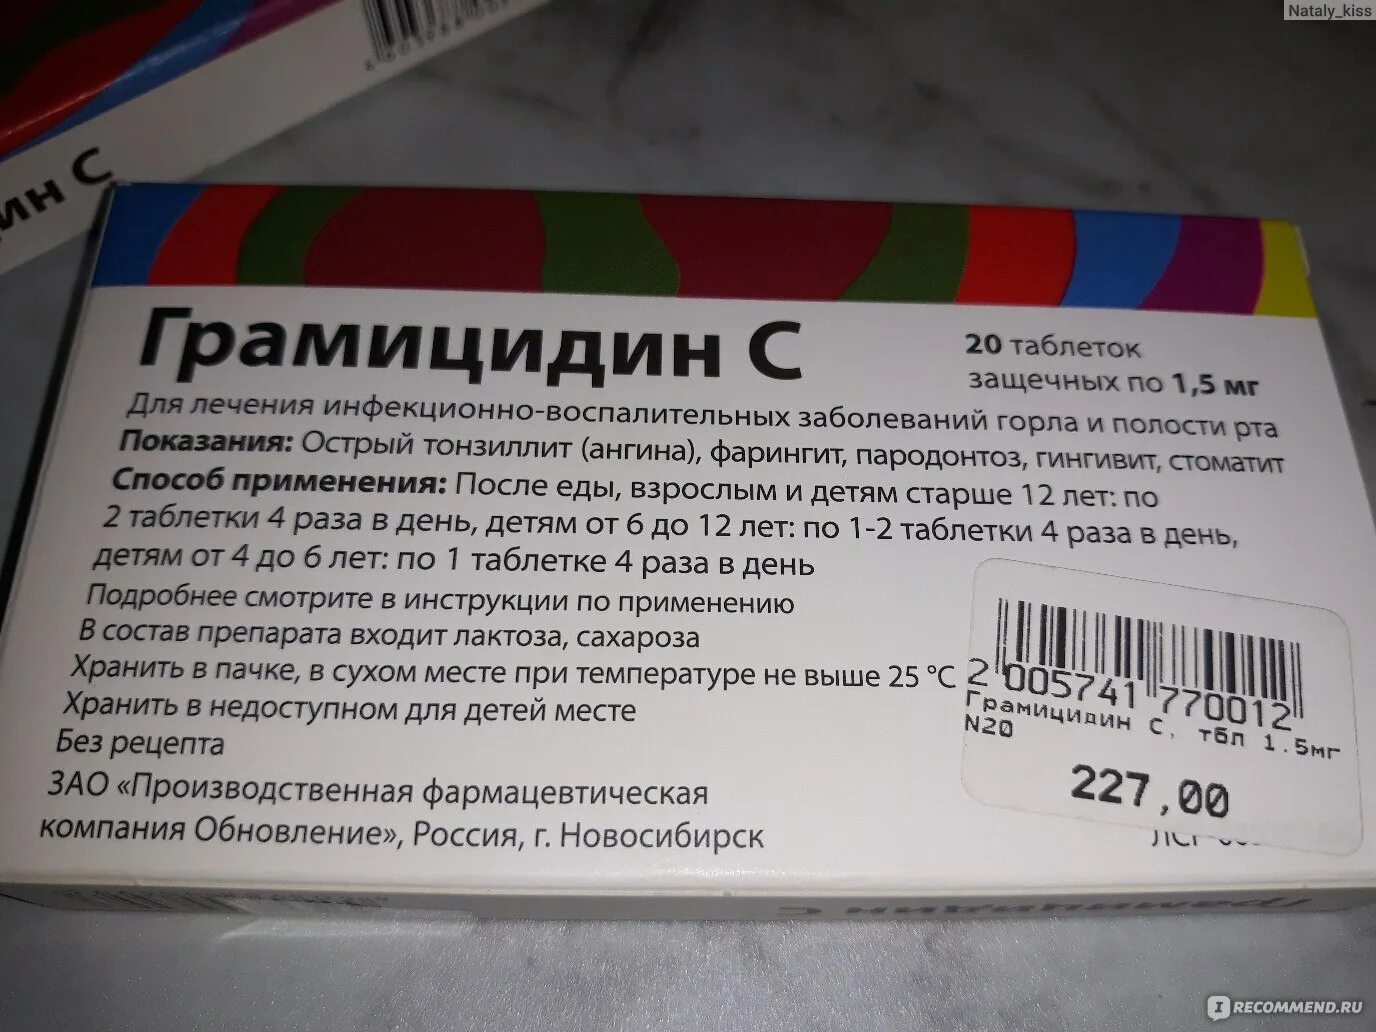 Nataly_kiss
ин С
Грамицидин С
20 таблеток
защечных по 1,5 мг
Для лечения инфекционно-воспалительных заболеваний горла и полости рта
Показания: Острый тонзиллит (ангина), фарингит, пародонтоз, гингивит, стоматит
Способ применения: После еды, взрослым и детям старше 12 лет: по
2 таблетки 4 раза в день, детям от 6 до 12 лет: по 1-2 таблетки 4 раза в день,
детям от 4 до 6 лет: по 1 таблетке 4 раза в день
Подробнее смотрите в инструкции по применению
В состав препарата входит лактоза, сахароза
Хранить в пачке, в сухом месте при температуре не выше 25 °С
Хранить в недоступном для детей месте
Без рецепта
ЗАО «Производственная фармацевтическая
компания Обновление», Россия, г. Новосибирск
2 005741 770012
Грамицидин С, тбл 1.5мг
N20
227,00
Грамицидин С
IRECOMMEND.RU